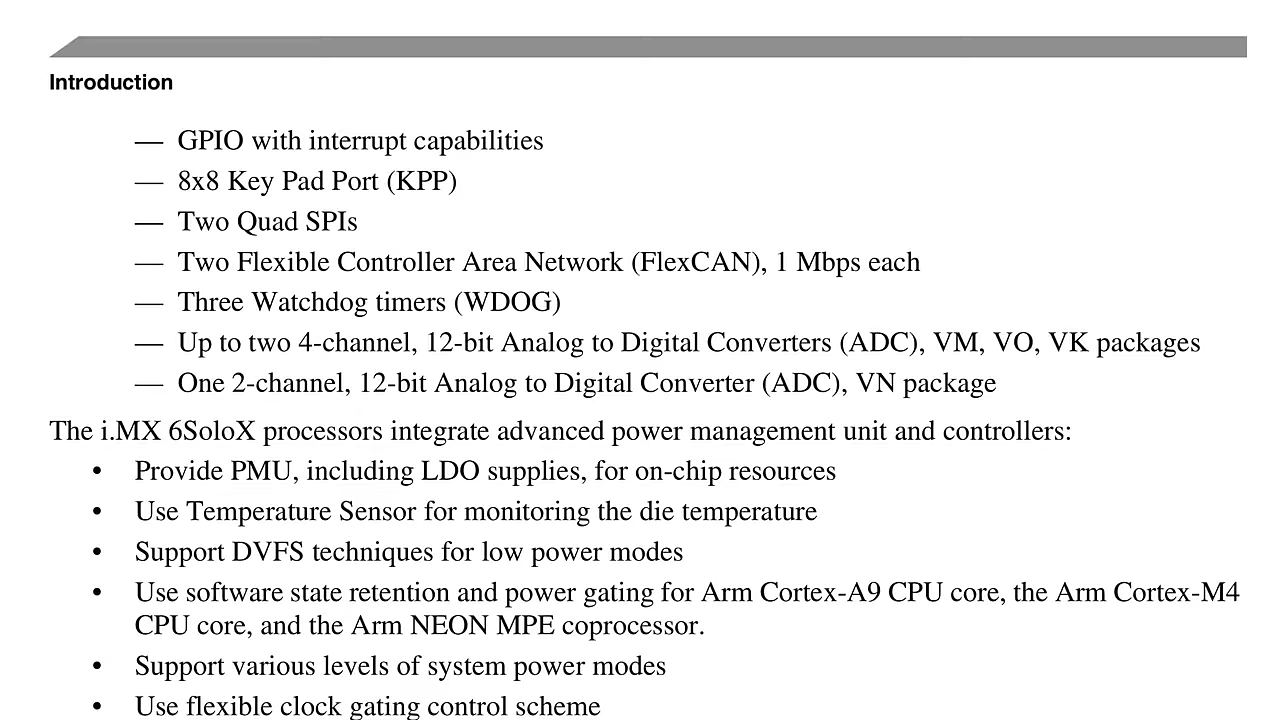 Introduction
— GPIO with interrupt capabilities
— 8x8 Key Pad Port (KPP)
— Two Quad SPIs
— Two Flexible Controller Area Network (FlexCAN), 1 Mbps each
— Three Watchdog timers (WDOG)
— Up to two 4-channel, 12-bit Analog to Digital Converters (ADC), VM, VO, VK packages
— One 2-channel, 12-bit Analog to Digital Converter (ADC), VN package
The i.MX 6SoloX processors integrate advanced power management unit and controllers:
• Provide PMU, including LDO supplies, for on-chip resources
• Use Temperature Sensor for monitoring the die temperature
• Support DVFS techniques for low power modes
• Use software state retention and power gating for Arm Cortex-A9 CPU core, the Arm Cortex-M4
CPU core, and the Arm NEON MPE coprocessor.
• Support various levels of system power modes
• Use flexible clock gating control scheme